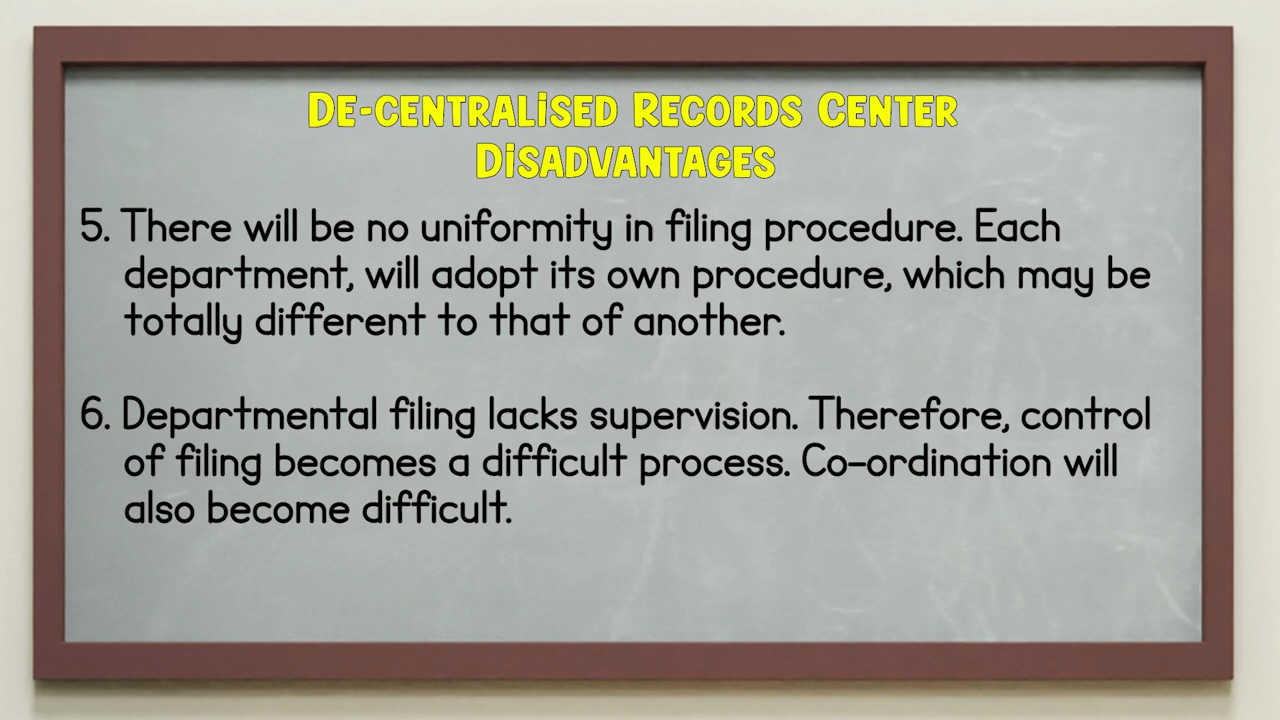 De-centralised Records Center
Disadvantages
5. There will be no uniformity in filing procedure. Each
department, will adopt its own procedure, which may be
totally different to that of another.
6. Departmental filing lacks supervision. Therefore, control
of filing becomes a difficult process. Co-ordination will
also become difficult.